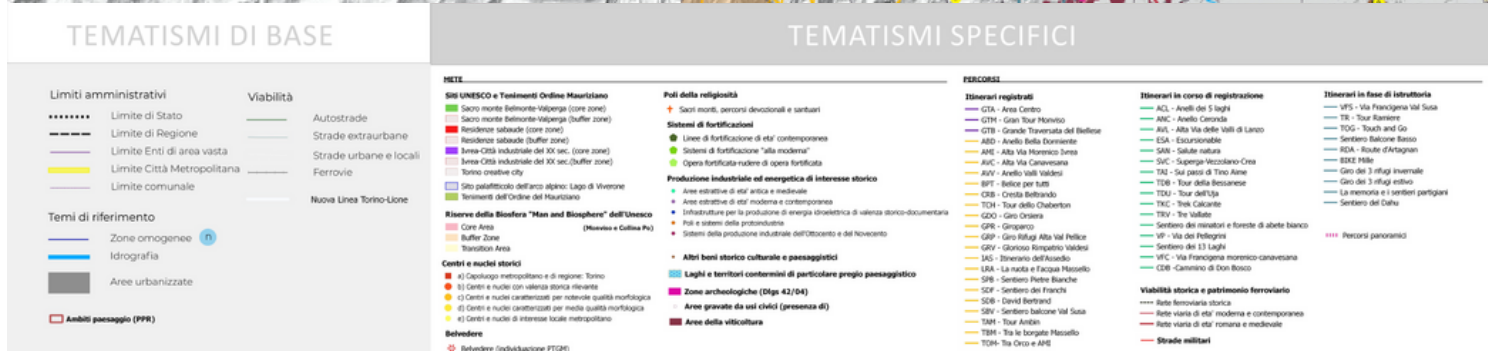 TEMATISMI DI BASE
Limiti amministrativi
Limite di Stato
Limite di Regione
Limite Enti di area vasta
Limite Città Metropolitana
Limite comunale
Temi di riferimento
Zone omogenee n
Idrografia
Aree urbanizzate
Ambiti paesaggio (PPR)
Viabilità
Autostrade
Strade extraurbane
Strade urbane e locali
Ferrovie
Nuova Linea Torino-Lione
TEMATISMI SPECIFICI
METE
Siti UNESCO e Tenimenti Ordine Mauriziano
Sacro monte Belmonte-Valperga (core zone)
Sacro monte Belmonte-Valperga (buffer zone)
Residenze sabaude (core zone)
Residenze sabaude (buffer zone)
Ivrea-Città industriale del XX sec. (core zone)
Ivrea-Città industriale del XX sec.(buffer zone)
Torino creative city
Sito palafitticolo dell'arco alpino: Lago di Viverone
Tenimenti dell'Ordine del Mauriziano
Riserve della Biosfera "Man and Biosphere" dell'Unesco
Core Area (Monviso e Collina Po)
Buffer Zone
Transition Area
Centri e nuclei storici
a) Capoluogo metropolitano e di regione: Torino
b) Centri e nuclei con valenza storica rilevante
c) Centri e nuclei caratterizzati per notevole qualità morfologica
d) Centri e nuclei caratterizzati per media qualità morfologica
e) Centri e nuclei di interesse locale metropolitano
Belvedere
Belvedere (individuazione PTGM)
Poli della religiosità
Sacri monti, percorsi devozionali e santuari
Sistemi di fortificazioni
Linee di fortificazione di eta' contemporanea
Sistemi di fortificazione "alla moderna"
Opera fortificata-rudere di opera fortificata
Produzione industriale ed energetica di interesse storico
Aree estrattive di eta' antica e medievale
Aree estrattive di eta' moderna e contemporanea
Infrastrutture per la produzione di energia idroelettrica di valenza storico-documentaria
Poli e sistemi della protoindustria
Sistemi della produzione industriale dell'Ottocento e del Novecento
Altri beni storico culturale e paesaggistici
Laghi e territori contermini di particolare pregio paesaggistico
Zone archeologiche (Dlgs 42/04)
Aree gravate da usi civici (presenza di)
Aree della viticoltura
PERCORSI
Itinerari registrati
GTA - Area Centro
GTM - Gran Tour Monviso
GTB - Grande Traversata del Biellese
ABD - Anello Bella Dormiente
AMI - Alta Via Morenico Ivrea
AVC - Alta Via Canavesana
AVV - Anello Valli Valdesi
BPT - Belice per tutti
CRB - Cresta Beltrando
TCH - Tour dello Chaberton
GDO - Giro Orsiera
GPR - Giroparco
GRP - Giro Rifugi Alta Val Pellice
GRV - Glorioso Rimpatrio Valdesi
IAS - Itinerario dell'Assedio
LRA - La ruota e l'acqua Massello
SPB - Sentiero Pietre Bianche
SDF - Sentiero dei Franchi
SDB - David Bertrand
SBV - Sentiero balcone Val Susa
TAM - Tour Ambin
TBM - Tra le borgate Massello
TOM- Tra Orco e AMI
Itinerari in corso di registrazione
ACL - Anelli dei 5 laghi
ANC - Anello Ceronda
AVL - Alta Via delle Valli di Lanzo
ESA - Escursionabile
SAN - Salute natura
SVC - Superga-Vezzolano-Crea
TAI - Sui passi di Tino Aime
TDB - Tour della Bessanese
TDU - Tour dell'Uja
TKC - Trek Calcante
TRV - Tre Vallate
Sentiero dei minatori e foreste di abete bianco
VP - Via dei Pellegrini
Sentiero dei 13 Laghi
VFC - Via Francigena morenico canavesana
CDB -Cammino di Don Bosco
Viabilità storica e patrimonio ferroviario
Rete ferroviaria storica
Rete viaria di eta' moderna e contemporanea
Rete viaria di eta' romana e medievale
Strade militari
Itinerari in fase di istruttoria
VFS - Via Francigena Val Susa
TR - Tour Ramiere
TOG - Touch and Go
Sentiero Balcone Basso
RDA - Route d'Artagnan
BIKE Mille
Giro dei 3 rifugi invernale
Giro dei 3 rifugi estivo
La memoria e i sentieri partigiani
Sentiero del Dahu
Percorsi panoramici